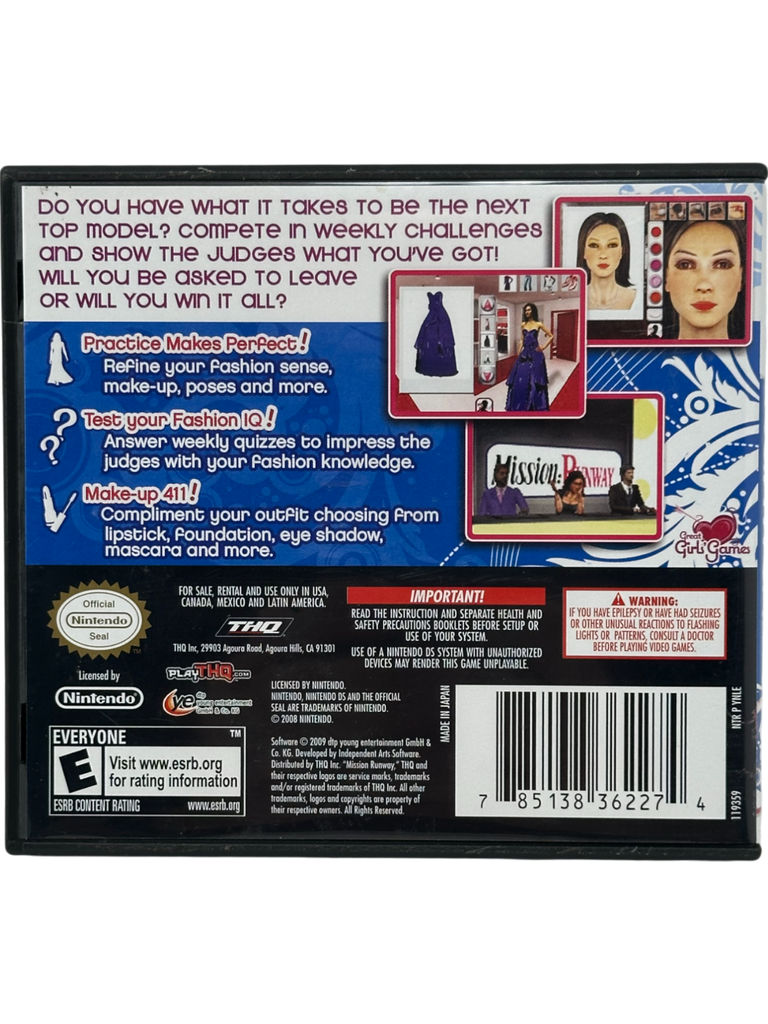 Do you have what it takes to be the next
top model? Compete in weekly challenges
and show the judges what you've got!
Will you be asked to leave
or will you win it all?
Practice Makes Perfect!
Refine your fashion sense,
make-up, poses and more.
Test your Fashion IQ!
Answer weekly quizzes to impress the
judges with your fashion knowledge.
Make-up 411!
Compliment your outfit choosing from
lipstick, foundation, eye shadow,
mascara and more.
Mission: Runway
Great
Girls' Games
Official
Nintendo
Seal
TM
Licensed by
Nintendo
FOR SALE, RENTAL AND USE ONLY IN USA,
CANADA, MEXICO AND LATIN AMERICA.
THQ
THQ Inc, 29903 Agoura Road, Agoura Hills, CA 91301
PLAYTHQ.COM
ye dtp
young entertainment
GmbH & Co. KG
EVERYONE
TM
E
Visit www.esrb.org
for rating information
ESRB CONTENT RATING www.esrb.org
IMPORTANT!
READ THE INSTRUCTION AND SEPARATE HEALTH AND
SAFETY PRECAUTIONS BOOKLETS BEFORE SETUP OR
USE OF YOUR SYSTEM.
USE OF A NINTENDO DS SYSTEM WITH UNAUTHORIZED
DEVICES MAY RENDER THIS GAME UNPLAYABLE.
WARNING:
IF YOU HAVE EPILEPSY OR HAVE HAD SEIZURES
OR OTHER UNUSUAL REACTIONS TO FLASHING
LIGHTS OR PATTERNS, CONSULT A DOCTOR
BEFORE PLAYING VIDEO GAMES.
LICENSED BY NINTENDO.
NINTENDO, NINTENDO DS AND THE OFFICIAL
SEAL ARE TRADEMARKS OF NINTENDO.
© 2008 NINTENDO.
Software © 2009 dtp young entertainment GmbH &
Co. KG. Developed by Independent Arts Software.
Distributed by THQ Inc. "Mission Runway," THQ and
their respective logos are service marks, trademarks
and/or registered trademarks of THQ Inc. All other
trademarks, logos and copyrights are property of
their respective owners. All Rights Reserved.
MADE IN JAPAN
7 85138 36227 4
NTR P YNLE
119359